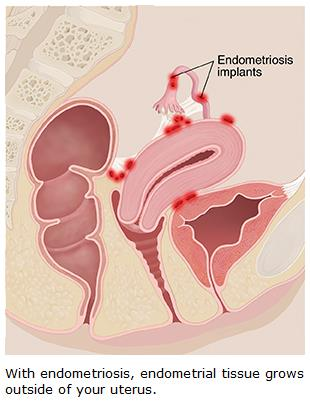 Endometriosis
implants
With endometriosis, endometrial tissue grows
outside of your uterus.